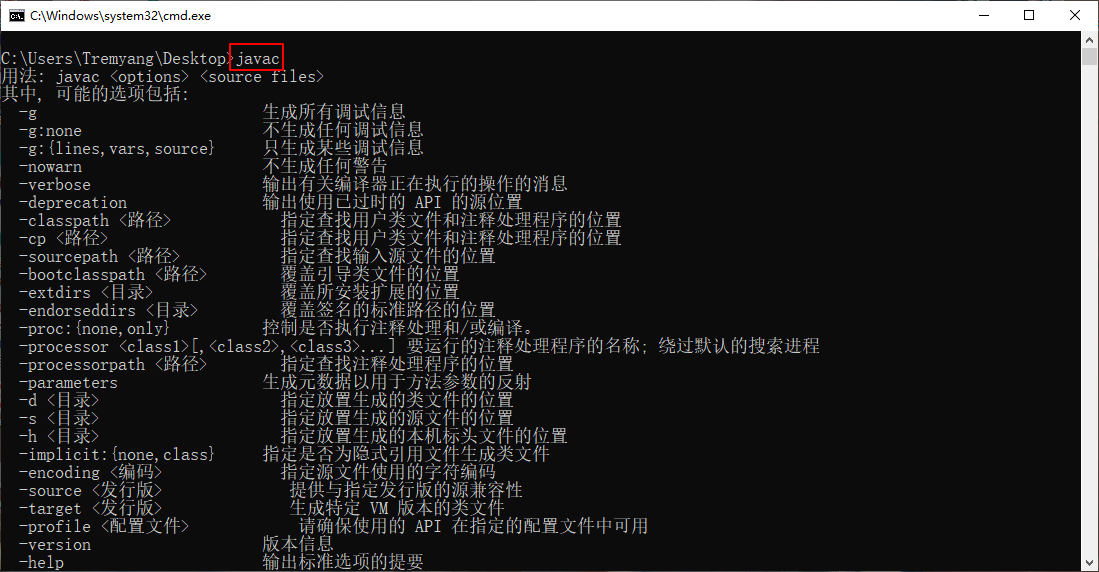 C:\Windows\system32\cmd.exe
C:\Users\Tremyang\Desktop>javac
用法: javac <options> <source files>
其中, 可能的选项包括:
-g 生成所有调试信息
-g:none 不生成任何调试信息
-g:{lines,vars,source} 只生成某些调试信息
-nowarn 不生成任何警告
-verbose 输出有关编译器正在执行的操作的消息
-deprecation 输出使用已过时的 API 的源位置
-classpath <路径> 指定查找用户类文件和注释处理程序的位置
-cp <路径> 指定查找用户类文件和注释处理程序的位置
-sourcepath <路径> 指定查找输入源文件的位置
-bootclasspath <路径> 覆盖引导类文件的位置
-extdirs <目录> 覆盖所安装扩展的位置
-endorseddirs <目录> 覆盖签名的标准路径的位置
-proc:{none,only} 控制是否执行注释处理和/或编译。
-processor <class1>[,<class2>,<class3>...] 要运行的注释处理程序的名称; 绕过默认的搜索进程
-processorpath <路径> 指定查找注释处理程序的位置
-parameters 生成元数据以用于方法参数的反射
-d <目录> 指定放置生成的类文件的位置
-s <目录> 指定放置生成的源文件的位置
-h <目录> 指定放置生成的本机标头文件的位置
-implicit:{none,class} 指定是否为隐式引用文件生成类文件
-encoding <编码> 指定源文件使用的字符编码
-source <发行版> 提供与指定发行版的源兼容性
-target <发行版> 生成特定 VM 版本的类文件
-profile <配置文件> 请确保使用的 API 在指定的配置文件中可用
-version 版本信息
-help 输出标准选项的提要